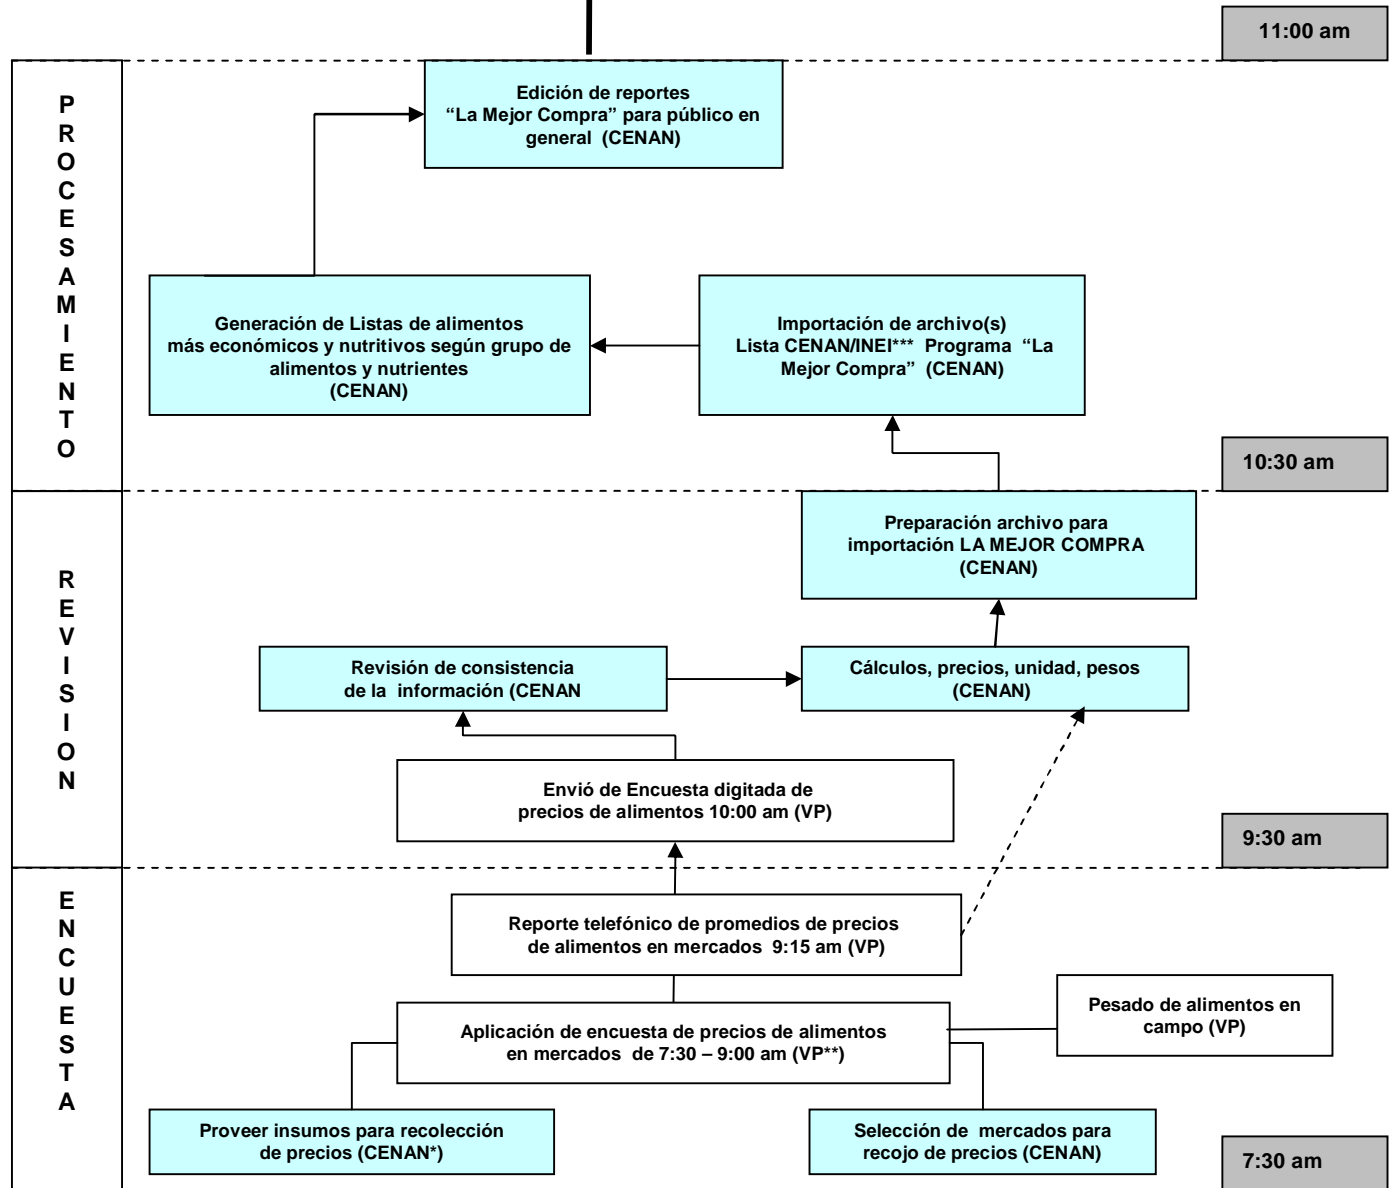 11:00 am
PROCESAMIENTO
Edición de reportes
“La Mejor Compra” para público en
general (CENAN)
Generación de Listas de alimentos
más económicos y nutritivos según grupo de
alimentos y nutrientes
(CENAN)
Importación de archivo(s)
Lista CENAN/INEI*** Programa “La
Mejor Compra” (CENAN)
10:30 am
REVISION
Preparación archivo para
importación LA MEJOR COMPRA
(CENAN)
Revisión de consistencia
de la información (CENAN
Cálculos, precios, unidad, pesos
(CENAN)
Envió de Encuesta digitada de
precios de alimentos 10:00 am (VP)
9:30 am
ENCUESTA
Reporte telefónico de promedios de precios
de alimentos en mercados 9:15 am (VP)
Aplicación de encuesta de precios de alimentos
en mercados de 7:30 – 9:00 am (VP**)
Pesado de alimentos en
campo (VP)
Proveer insumos para recolección
de precios (CENAN*)
Selección de mercados para
recojo de precios (CENAN)
7:30 am